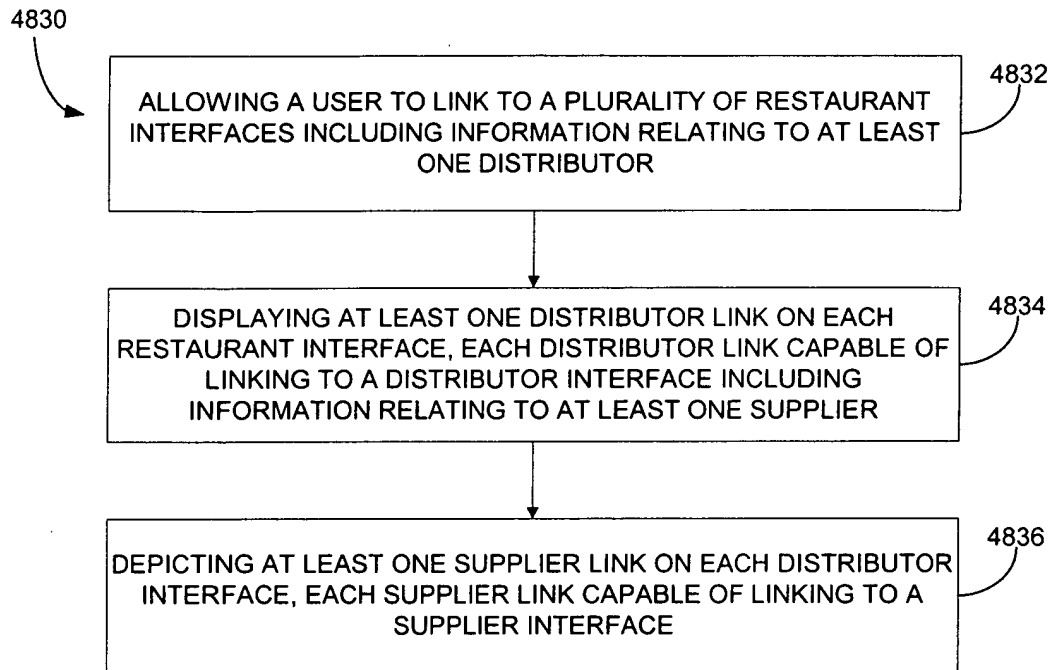 4830
4832
ALLOWING A USER TO LINK TO A PLURALITY OF RESTAURANT
INTERFACES INCLUDING INFORMATION RELATING TO AT LEAST
ONE DISTRIBUTOR
4834
DISPLAYING AT LEAST ONE DISTRIBUTOR LINK ON EACH
RESTAURANT INTERFACE, EACH DISTRIBUTOR LINK CAPABLE OF
LINKING TO A DISTRIBUTOR INTERFACE INCLUDING
INFORMATION RELATING TO AT LEAST ONE SUPPLIER
4836
DEPICTING AT LEAST ONE SUPPLIER LINK ON EACH DISTRIBUTOR
INTERFACE, EACH SUPPLIER LINK CAPABLE OF LINKING TO A
SUPPLIER INTERFACE